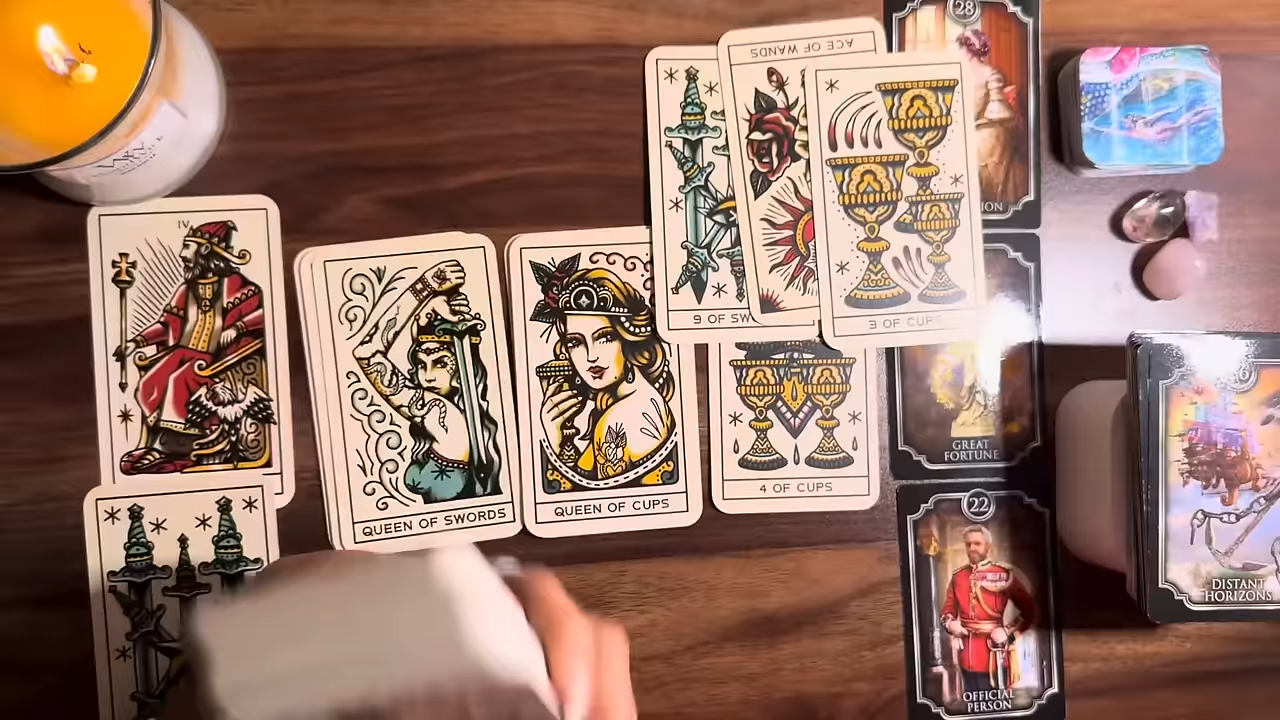 IV
QUEEN OF SWORDS
QUEEN OF CUPS
9 OF SW
ACE OF WANDS
3 OF CUPS
4 OF CUPS
28
ION
GREAT
FORTUNE
22
OFFICIAL
PERSON
6
DISTANT
HORIZONS